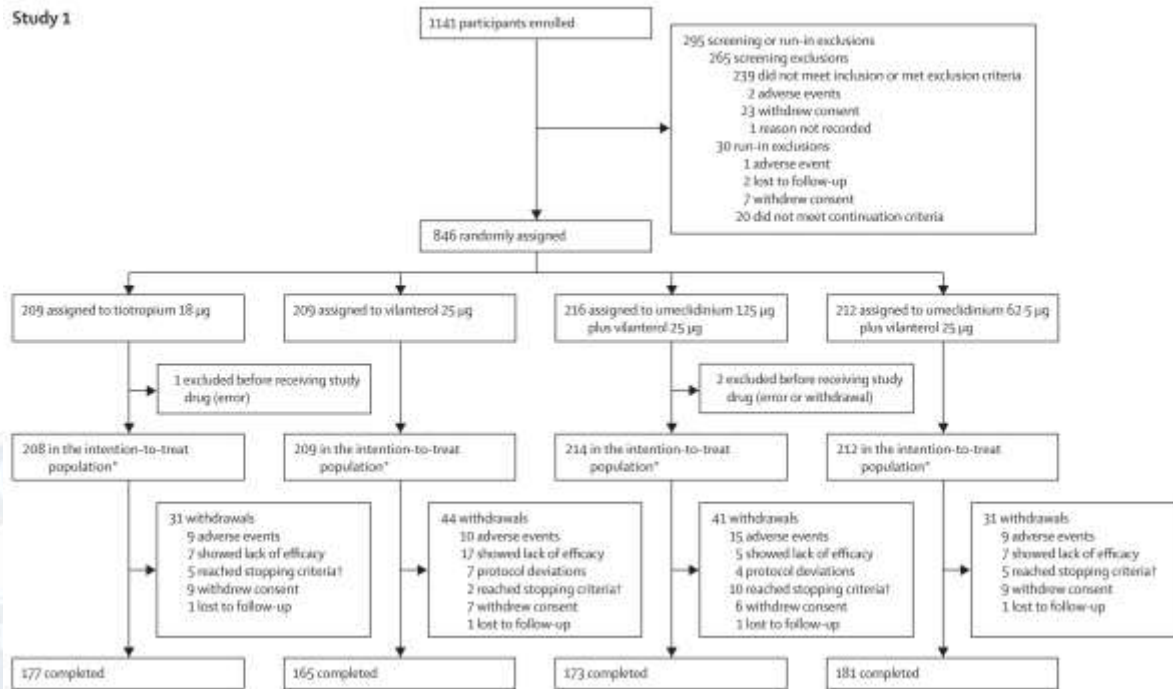 Study 1
1141 participants enrolled
295 screening or run-in exclusions
265 screening exclusions
239 did not meet inclusion or met exclusion criteria
2 adverse events
23 withdrew consent
1 reason not recorded
30 run-in exclusions
1 adverse event
2 lost to follow-up
7 withdrew consent
20 did not meet continuation criteria
846 randomly assigned
209 assigned to tiotropium 18 µg
209 assigned to vilanterol 25 µg
216 assigned to umeclidinium 125 µg
plus vilanterol 25 µg
212 assigned to umeclidinium 62·5 µg
plus vilanterol 25 µg
1 excluded before receiving study
drug (error)
2 excluded before receiving study
drug (error or withdrawal)
208 in the intention-to-treat
population*
209 in the intention-to-treat
population*
214 in the intention-to-treat
population*
212 in the intention-to-treat
population*
31 withdrawals
9 adverse events
7 showed lack of efficacy
5 reached stopping criteria†
9 withdrew consent
1 lost to follow-up
44 withdrawals
10 adverse events
17 showed lack of efficacy
7 protocol deviations
2 reached stopping criteria†
7 withdrew consent
1 lost to follow-up
41 withdrawals
15 adverse events
5 showed lack of efficacy
4 protocol deviations
10 reached stopping criteria†
6 withdrew consent
1 lost to follow-up
31 withdrawals
9 adverse events
7 showed lack of efficacy
5 reached stopping criteria†
9 withdrew consent
1 lost to follow-up
177 completed
165 completed
173 completed
181 completed